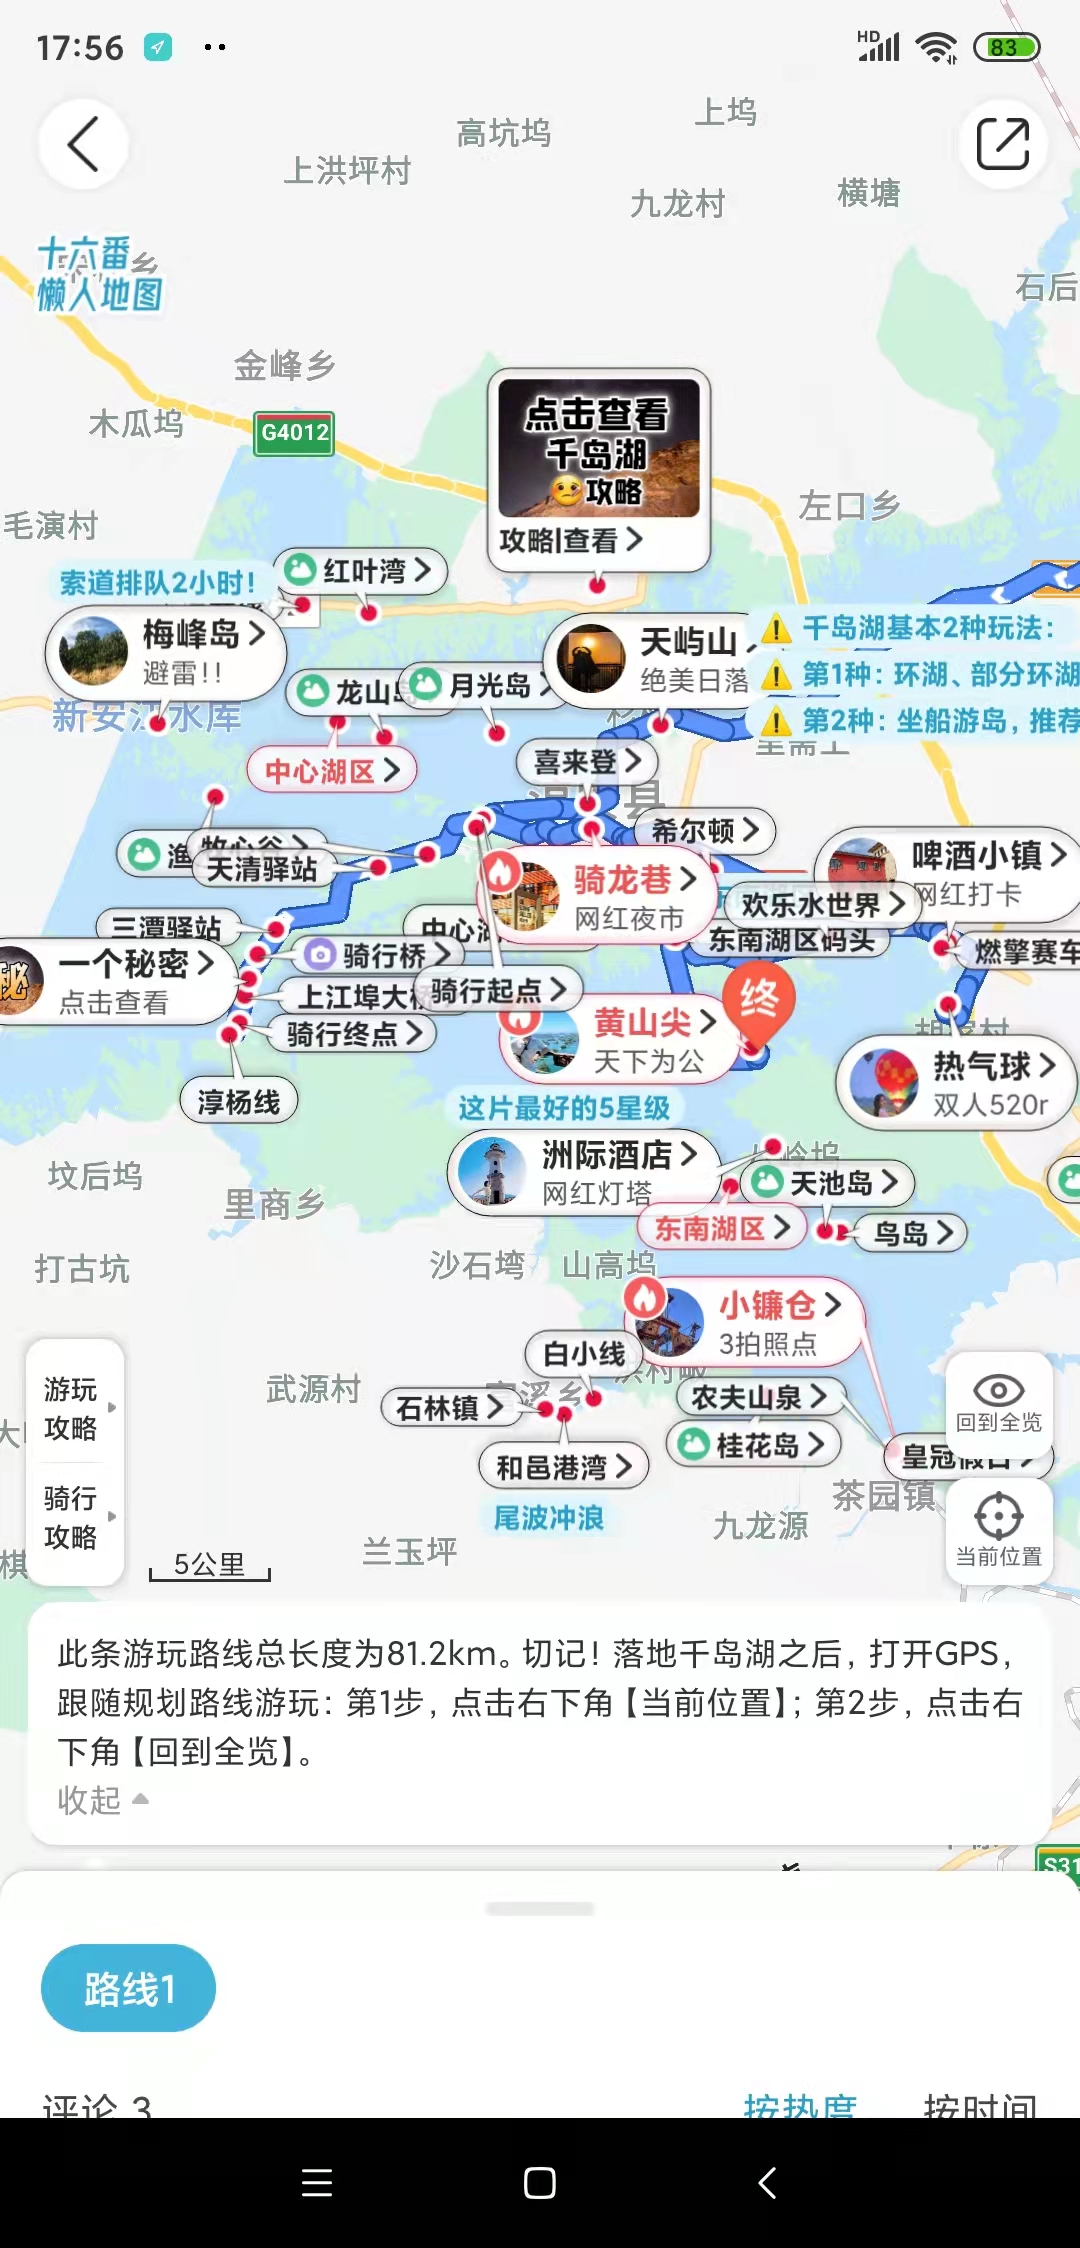 17:56
HD
83
上坞
高坑坞
上洪坪村
九龙村
横塘
十六番
懒人地图
乡
石后
金峰乡
木瓜坞
G4012
点击查看
千岛湖
攻略
攻略|查看
左口乡
毛演村
索道排队2小时!
红叶湾
梅峰岛
避雷!!
天屿山
绝美日落
千岛湖基本2种玩法:
第1种: 环湖、部分环湖
第2种: 坐船游岛, 推荐
龙山岛
月光岛
新安江水库
中心湖区
喜来登
县
希尔顿
渔
牧心谷
天清驿站
啤酒小镇
网红打卡
骑龙巷
网红夜市
欢乐水世界
三潭驿站
中心湖
东南湖区码头
燃擎赛车
骑行桥
一个秘密
点击查看
秘
上江埠大桥
骑行起点
终
骑行终点
黄山尖
天下为公
热气球
双人520r
淳杨线
这片最好的5星级
洲际酒店
网红灯塔
坟后坞
里商乡
天池岛
东南湖区
鸟岛
打古坑
沙石塆
山高坞
小镰仓
3拍照点
白小线
游玩
攻略
武源村
石林镇
农夫山泉
回到全览
和邑港湾
桂花岛
皇冠假日
骑行
攻略
尾波冲浪
茶园镇
九龙源
兰玉坪
当前位置
5公里
此条游玩路线总长度为81.2km。切记! 落地千岛湖之后, 打开GPS,
跟随规划路线游玩: 第1步, 点击右下角【当前位置】; 第2步, 点击右
下角【回到全览】。
收起
S31
路线1
评论 3
按热度
按时间